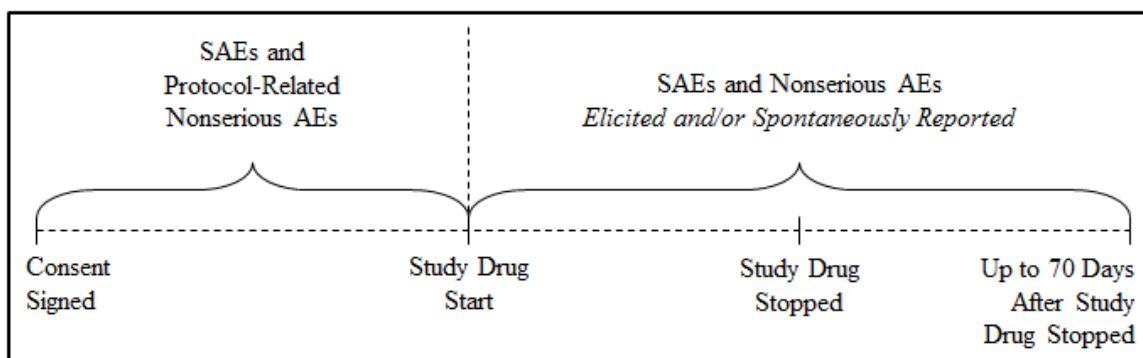 SAEs and
Protocol-Related
Nonserious AEs
SAEs and Nonserious AEs
Elicited and/or Spontaneously Reported
Consent
Signed
Study Drug
Start
Study Drug
Stopped
Up to 70 Days
After Study
Drug Stopped